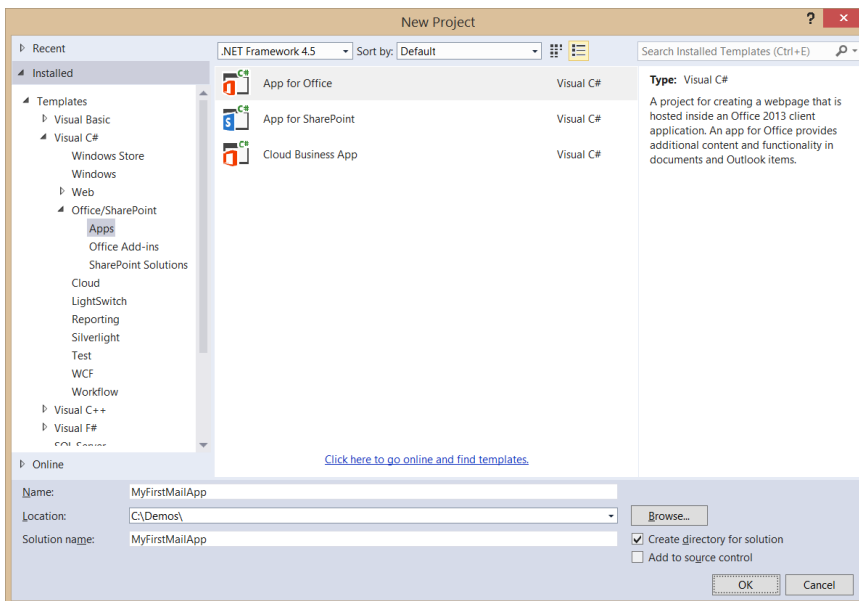 New Project
? ×
Recent
.NET Framework 4.5 Sort by: Default Search Installed Templates (Ctrl+E)
Installed
Templates
Visual Basic
Visual C#
Windows Store
Windows
Web
Office/SharePoint
Apps
Office Add-ins
SharePoint Solutions
Cloud
LightSwitch
Reporting
Silverlight
Test
WCF
Workflow
Visual C++
Visual F#
SQL Server
Online
C# App for Office Visual C#
C# App for SharePoint Visual C#
C# Cloud Business App Visual C#
Click here to go online and find templates.
Type: Visual C#
A project for creating a webpage that is
hosted inside an Office 2013 client
application. An app for Office provides
additional content and functionality in
documents and Outlook items.
Name: MyFirstMailApp
Location: C:\Demos\ Browse...
Solution name: MyFirstMailApp Create directory for solution
Add to source control
OK Cancel